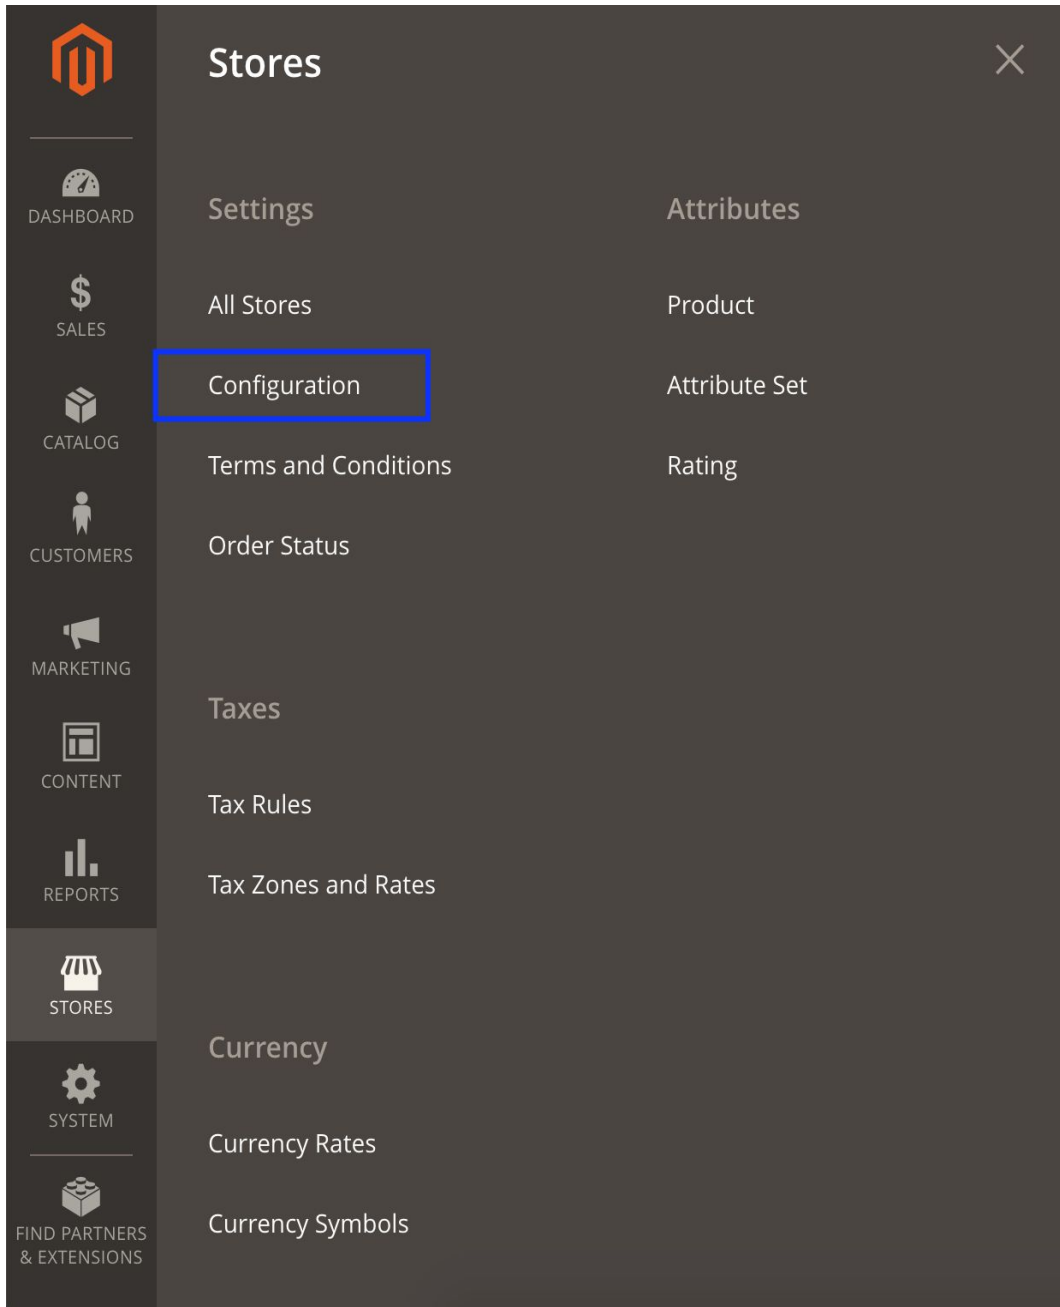 Stores
DASHBOARD
SALES
CATALOG
CUSTOMERS
MARKETING
CONTENT
REPORTS
STORES
SYSTEM
FIND PARTNERS
& EXTENSIONS
Settings
All Stores
Configuration
Terms and Conditions
Order Status
Attributes
Product
Attribute Set
Rating
Taxes
Tax Rules
Tax Zones and Rates
Currency
Currency Rates
Currency Symbols